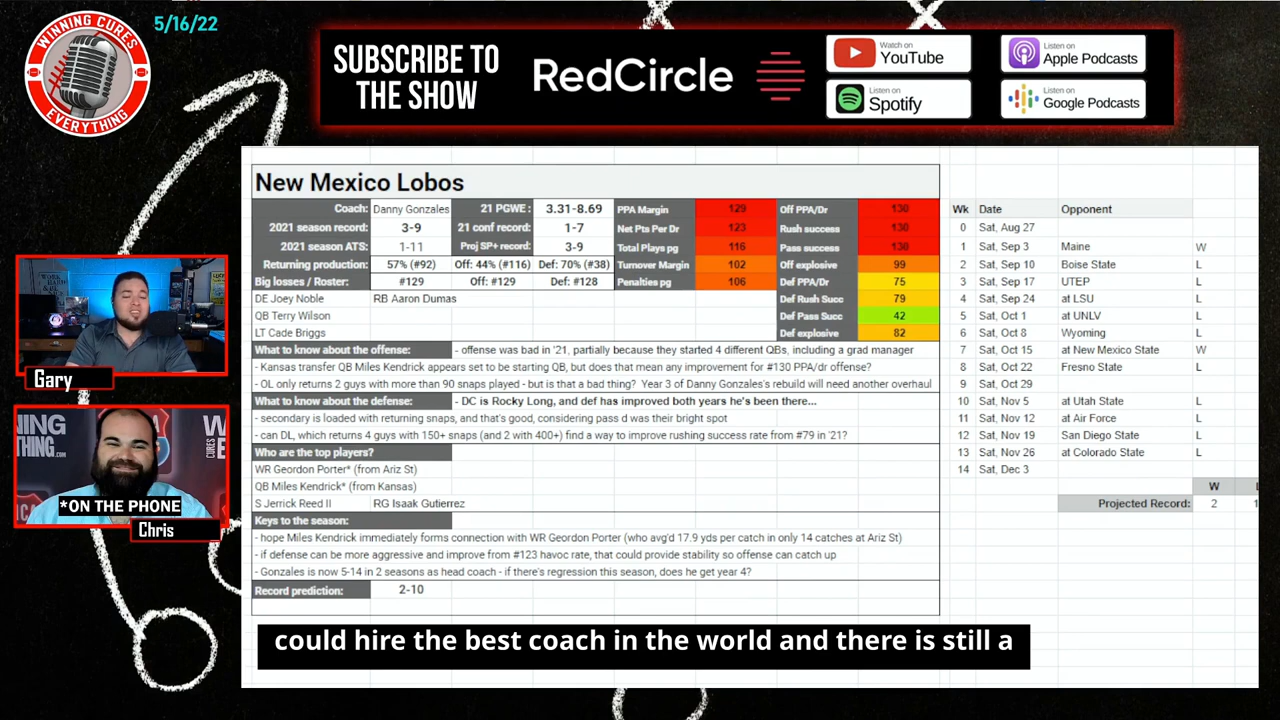 WINNING CURES
EVERYTHING
5/16/22
SUBSCRIBE TO
THE SHOW
RedCircle
Watch on
YouTube
Listen on
Apple Podcasts
Listen on
Spotify
Listen on
Google Podcasts
Gary
NING
THING
.COM
W
CURES
E
*ON THE PHONE
Chris
New Mexico Lobos
Coach: Danny Gonzales 21 PGWE : 3.31-8.69 PPA Margin 129 Off PPA/Dr 130
2021 season record: 3-9 21 conf record: 1-7 Net Pts Per Dr 123 Rush success 130
2021 season ATS: 1-11 Proj SP+ record: 3-9 Total Plays pg 116 Pass success 130
Returning production: 57% (#92) Off: 44% (#116) Def: 70% (#38) Turnover Margin 102 Off explosive 99
Big losses / Roster: #129 Off: #129 Def: #128 Penalties pg 106 Def PPA/Dr 75
DE Joey Noble RB Aaron Dumas Def Rush Succ 79
QB Terry Wilson Def Pass Succ 42
LT Cade Briggs Def explosive 82
What to know about the offense: - offense was bad in '21, partially because they started 4 different QBs, including a grad manager
- Kansas transfer QB Miles Kendrick appears set to be starting QB, but does that mean any improvement for #130 PPA/dr offense?
- OL only returns 2 guys with more than 90 snaps played - but is that a bad thing? Year 3 of Danny Gonzales's rebuild will need another overhaul
What to know about the defense: - DC is Rocky Long, and def has improved both years he's been there...
- secondary is loaded with returning snaps, and that's good, considering pass d was their bright spot
- can DL, which returns 4 guys with 150+ snaps (and 2 with 400+) find a way to improve rushing success rate from #79 in '21?
Who are the top players?
WR Geordon Porter* (from Ariz St)
QB Miles Kendrick* (from Kansas)
S Jerrick Reed II RG Isaak Gutierrez
Keys to the season:
- hope Miles Kendrick immediately forms connection with WR Geordon Porter (who avg'd 17.9 yds per catch in only 14 catches at Ariz St)
- if defense can be more aggressive and improve from #123 havoc rate, that could provide stability so offense can catch up
- Gonzales is now 5-14 in 2 seasons as head coach - if there's regression this season, does he get year 4?
Record prediction: 2-10
Wk Date Opponent
0 Sat, Aug 27
1 Sat, Sep 3 Maine W
2 Sat, Sep 10 Boise State L
3 Sat, Sep 17 UTEP L
4 Sat, Sep 24 at LSU L
5 Sat, Oct 1 at UNLV L
6 Sat, Oct 8 Wyoming L
7 Sat, Oct 15 at New Mexico State W
8 Sat, Oct 22 Fresno State L
9 Sat, Oct 29
10 Sat, Nov 5 at Utah State L
11 Sat, Nov 12 at Air Force L
12 Sat, Nov 19 San Diego State L
13 Sat, Nov 26 at Colorado State L
14 Sat, Dec 3
W L
Projected Record: 2 1
could hire the best coach in the world and there is still a